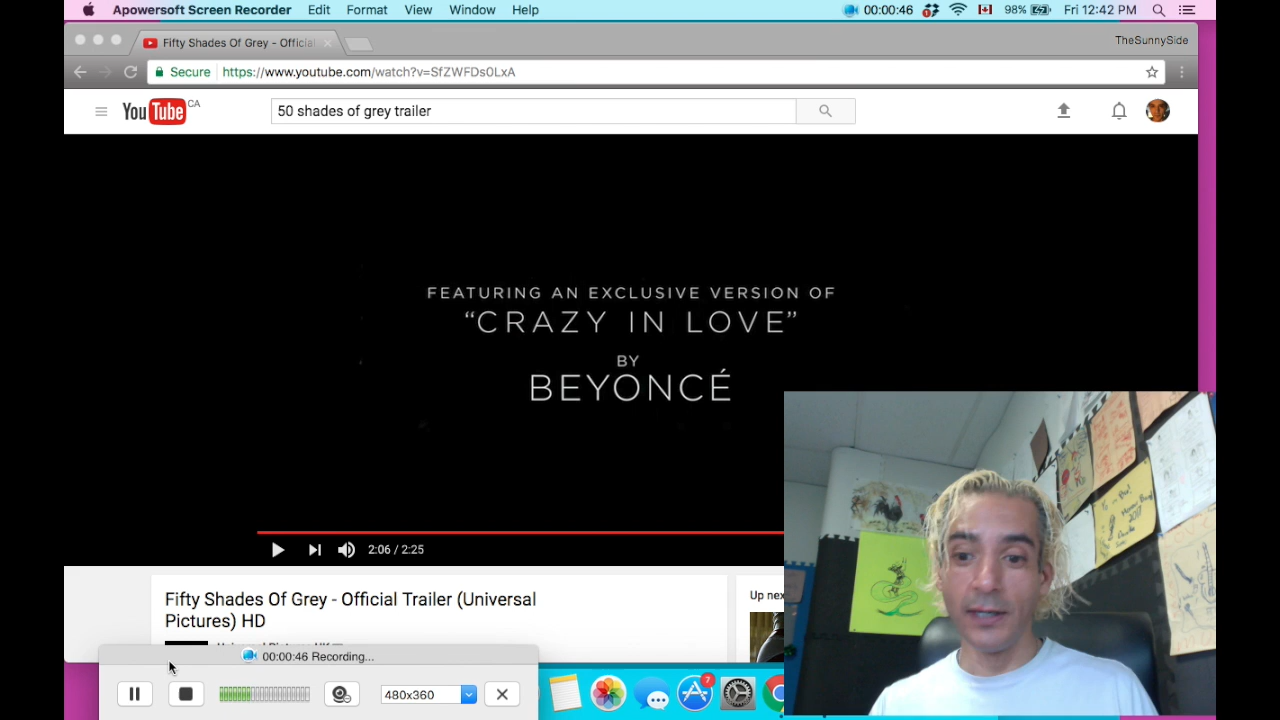 Apowersoft Screen Recorder Edit Format View Window Help 00:00:46 98% Fri 12:42 PM
Fifty Shades Of Grey - Official TheSunnySide
Secure https://www.youtube.com/watch?v=SfZWFDs0LxA
YouTube CA 50 shades of grey trailer
FEATURING AN EXCLUSIVE VERSION OF
"CRAZY IN LOVE"
BY
BEYONCÉ
2:06 / 2:25
Fifty Shades Of Grey - Official Trailer (Universal
Pictures) HD
Up nex
00:00:46 Recording...
480x360
7
2017